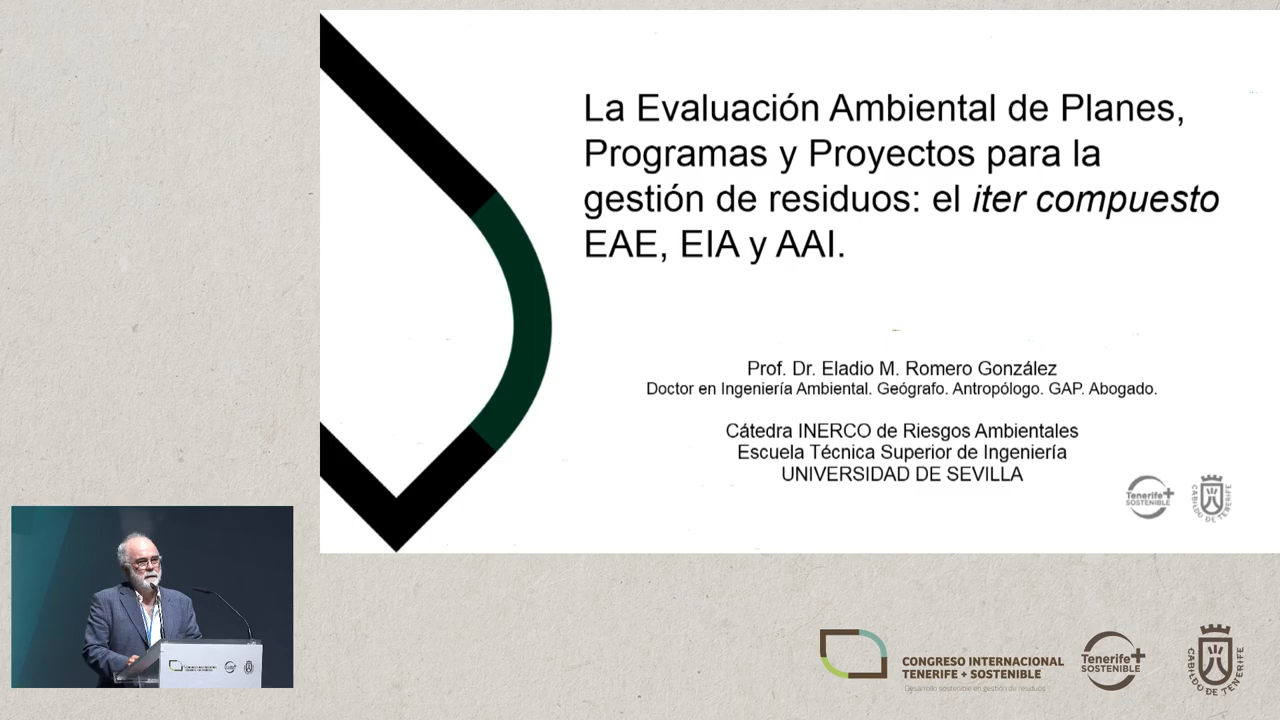 La Evaluación Ambiental de Planes,
Programas y Proyectos para la
gestión de residuos: el iter compuesto
EAE, EIA y AAI.
Prof. Dr. Eladio M. Romero González
Doctor en Ingeniería Ambiental. Geógrafo. Antropólogo. GAP. Abogado.
Cátedra INERCO de Riesgos Ambientales
Escuela Técnica Superior de Ingeniería
UNIVERSIDAD DE SEVILLA
Tenerife+
SOSTENIBLE
CABILDO DE TENERIFE
CONGRESO INTERNACIONAL
TENERIFE + SOSTENIBLE
Desarrollo sostenible en gestión de residuos
Tenerife+
SOSTENIBLE
CABILDO DE TENERIFE